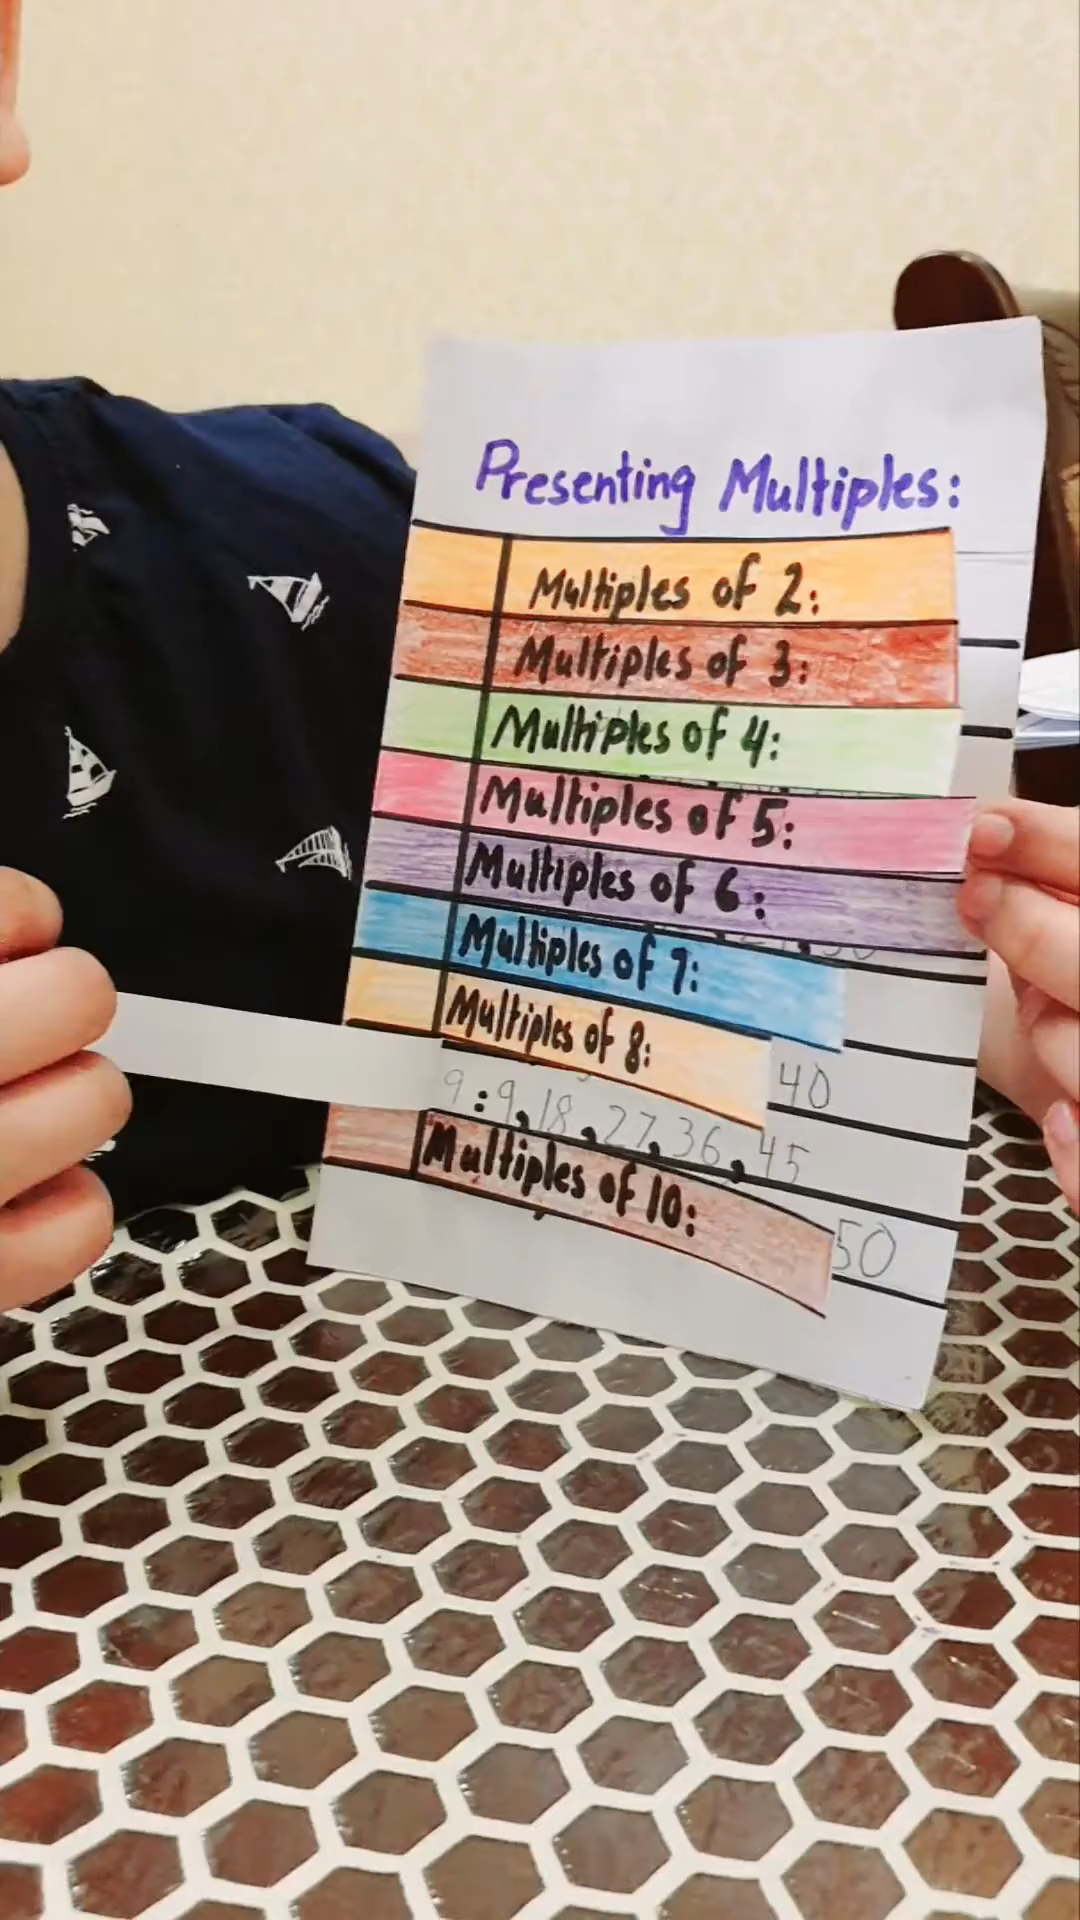 Presenting Multiples:
Multiples of 2:
Multiples of 3:
Multiples of 4:
Multiples of 5:
Multiples of 6:
30
Multiples of 7:
Multiples of 8:
40
9:9,18,27,36,45
Multiples of 10:
50